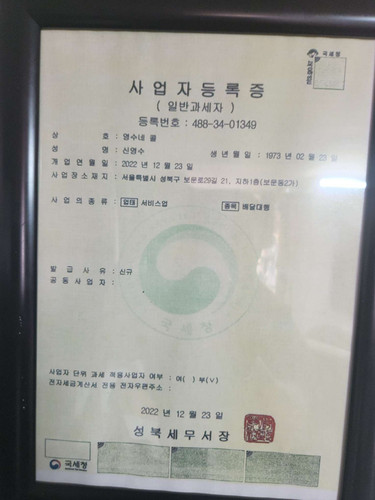 국세청
사업자등록증
( 일반과세자 )
등록번호 : 488-34-01349
상 호 : 영수네 콜
성 명 : 신영수 생 년 월 일 : 1973 년 02 월
개 업 연 월 일 : 2022 년 12 월 23 일
사 업 장 소 재 지 : 서울특별시 성북구 보문로29길 21, 지하1층(보문동2가)
사 업 의 종 류 : 업태 서비스업 종목 배달대행
발 급 사 유 : 신규
공 동 사 업 자 :
국세청
사업자 단위 과세 적용사업자 여부 : 여( ) 부(∨)
전자세금계산서 전용 전자우편주소 :
2022 년 12 월 23 일
성북세무서장
국세청